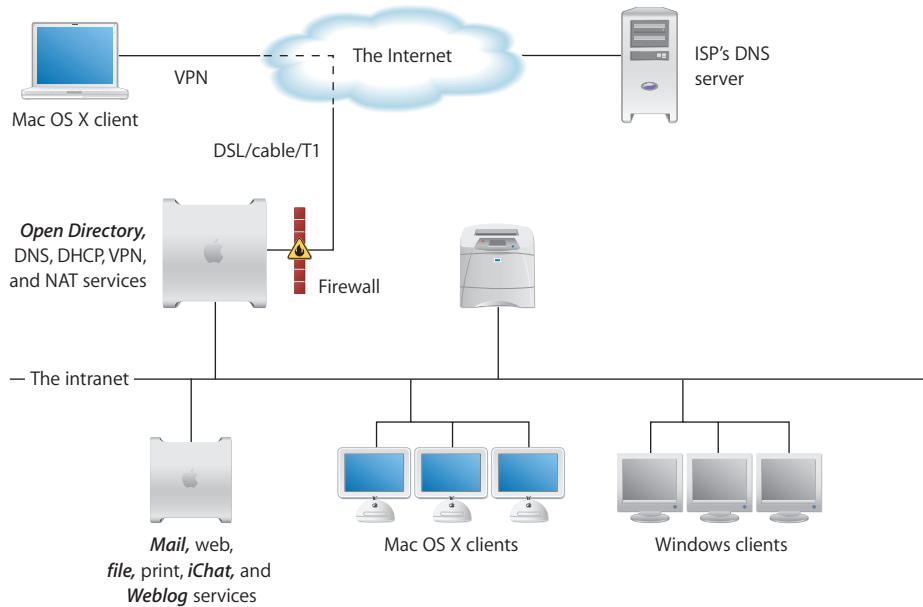 The Internet
ISP's DNS
server
VPN
Mac OS X client
DSL/cable/T1
Open Directory,
DNS, DHCP, VPN,
and NAT services
Firewall
The intranet
Mail, web,
file, print, iChat, and
Weblog services
Mac OS X clients
Windows clients